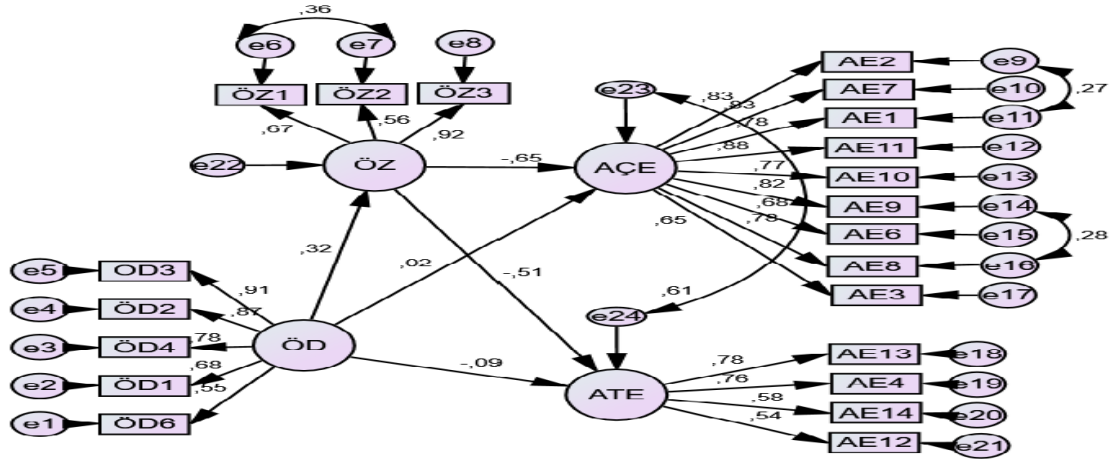 ,36
e6 e7 e8
ÖZ1 ÖZ2 ÖZ3
,67 ,56 ,92
e22 ÖZ -,65 AÇE
e23
,83 AE2 e9
,93 AE7 e10 ,27
,78 AE1 e11
,88 AE11 e12
,77 AE10 e13
,82 AE9 e14
,68 AE6 e15 ,28
,78 AE8 e16
,65 AE3 e17
,32 ,02 -,51
,61
e5 OD3 ,91
e4 ÖD2 ,87
e3 ÖD4 ,78
e2 ÖD1 ,68
e1 ÖD6 ,55
ÖD -,09 ATE
e24
,78 AE13 e18
,76 AE4 e19
,58 AE14 e20
,54 AE12 e21